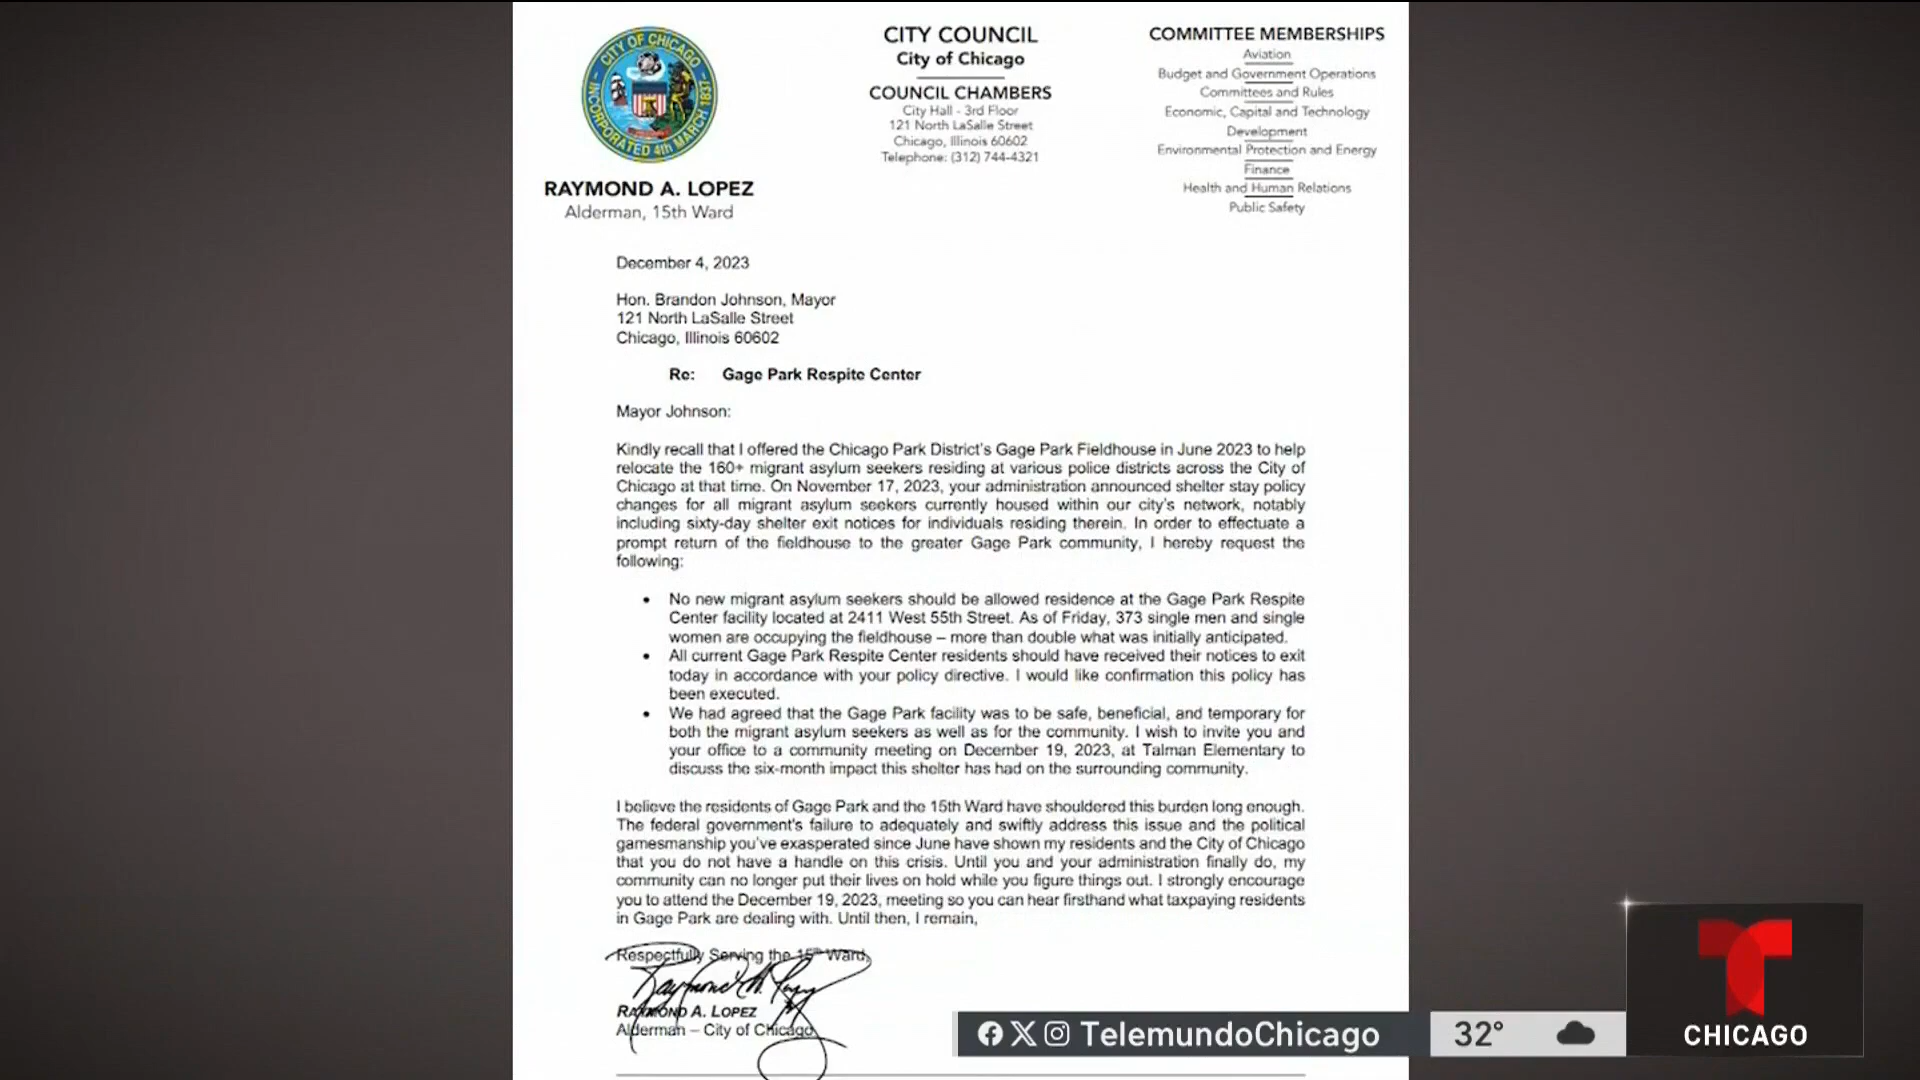 CITY OF CHICAGO
INCORPORATED 4th MARCH 1837
RAYMOND A. LOPEZ
Alderman, 15th Ward
CITY COUNCIL
City of Chicago
COUNCIL CHAMBERS
City Hall - 3rd Floor
121 North LaSalle Street
Chicago, Illinois 60602
Telephone: (312) 744-4321
COMMITTEE MEMBERSHIPS
Aviation
Budget and Government Operations
Committees and Rules
Economic, Capital and Technology
Development
Environmental Protection and Energy
Finance
Health and Human Relations
Public Safety
December 4, 2023
Hon. Brandon Johnson, Mayor
121 North LaSalle Street
Chicago, Illinois 60602
Re: Gage Park Respite Center
Mayor Johnson:
Kindly recall that I offered the Chicago Park District's Gage Park Fieldhouse in June 2023 to help
relocate the 160+ migrant asylum seekers residing at various police districts across the City of
Chicago at that time. On November 17, 2023, your administration announced shelter stay policy
changes for all migrant asylum seekers currently housed within our city's network, notably
including sixty-day shelter exit notices for individuals residing therein. In order to effectuate a
prompt return of the fieldhouse to the greater Gage Park community, I hereby request the
following:
• No new migrant asylum seekers should be allowed residence at the Gage Park Respite
Center facility located at 2411 West 55th Street. As of Friday, 373 single men and single
women are occupying the fieldhouse – more than double what was initially anticipated.
• All current Gage Park Respite Center residents should have received their notices to exit
today in accordance with your policy directive. I would like confirmation this policy has
been executed.
• We had agreed that the Gage Park facility was to be safe, beneficial, and temporary for
both the migrant asylum seekers as well as for the community. I wish to invite you and
your office to a community meeting on December 19, 2023, at Talman Elementary to
discuss the six-month impact this shelter has had on the surrounding community.
I believe the residents of Gage Park and the 15th Ward have shouldered this burden long enough.
The federal government's failure to adequately and swiftly address this issue and the political
gamesmanship you've exasperated since June have shown my residents and the City of Chicago
that you do not have a handle on this crisis. Until you and your administration finally do, my
community can no longer put their lives on hold while you figure things out. I strongly encourage
you to attend the December 19, 2023, meeting so you can hear firsthand what taxpaying residents
in Gage Park are dealing with. Until then, I remain,
Respectfully Serving the 15th Ward,
Raymond A. Lopez
RAYMOND A. LOPEZ
Alderman – City of Chicago
TelemundoChicago
32°
CHICAGO